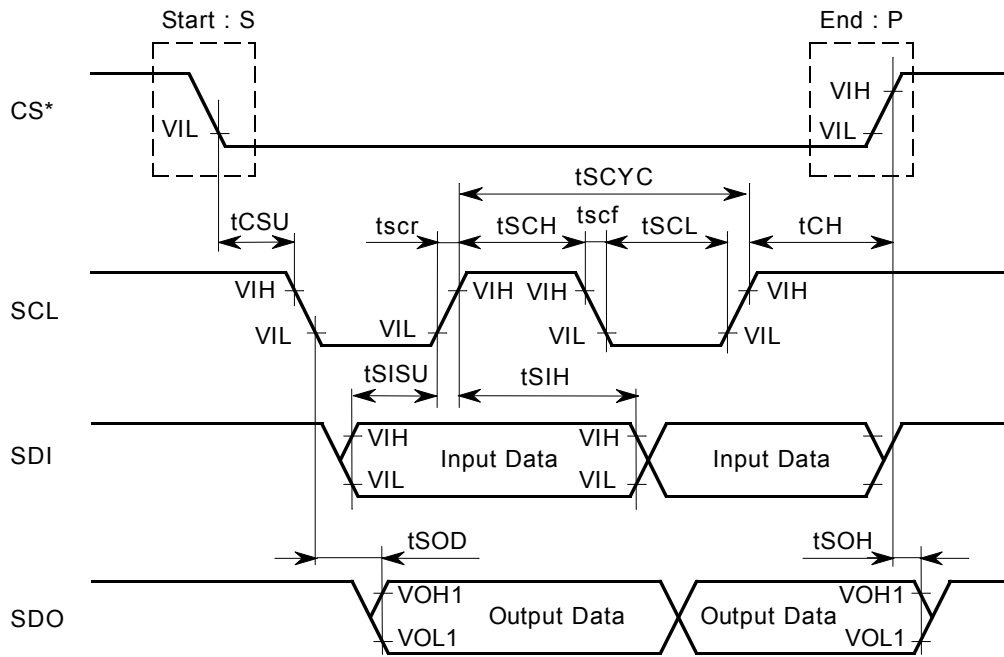 Start : S
End : P
CS*
VIL
VIH
VIL
tSCYC
tCSU
tscr
tSCH
tscf
tSCL
tCH
SCL
VIH
VIL
VIL
VIH
VIH
VIL
VIH
VIL
tSISU
tSIH
SDI
VIH
VIL
Input Data
VIH
VIL
Input Data
tSOD
tSOH
SDO
VOH1
VOL1
Output Data
Output Data
VOH1
VOL1